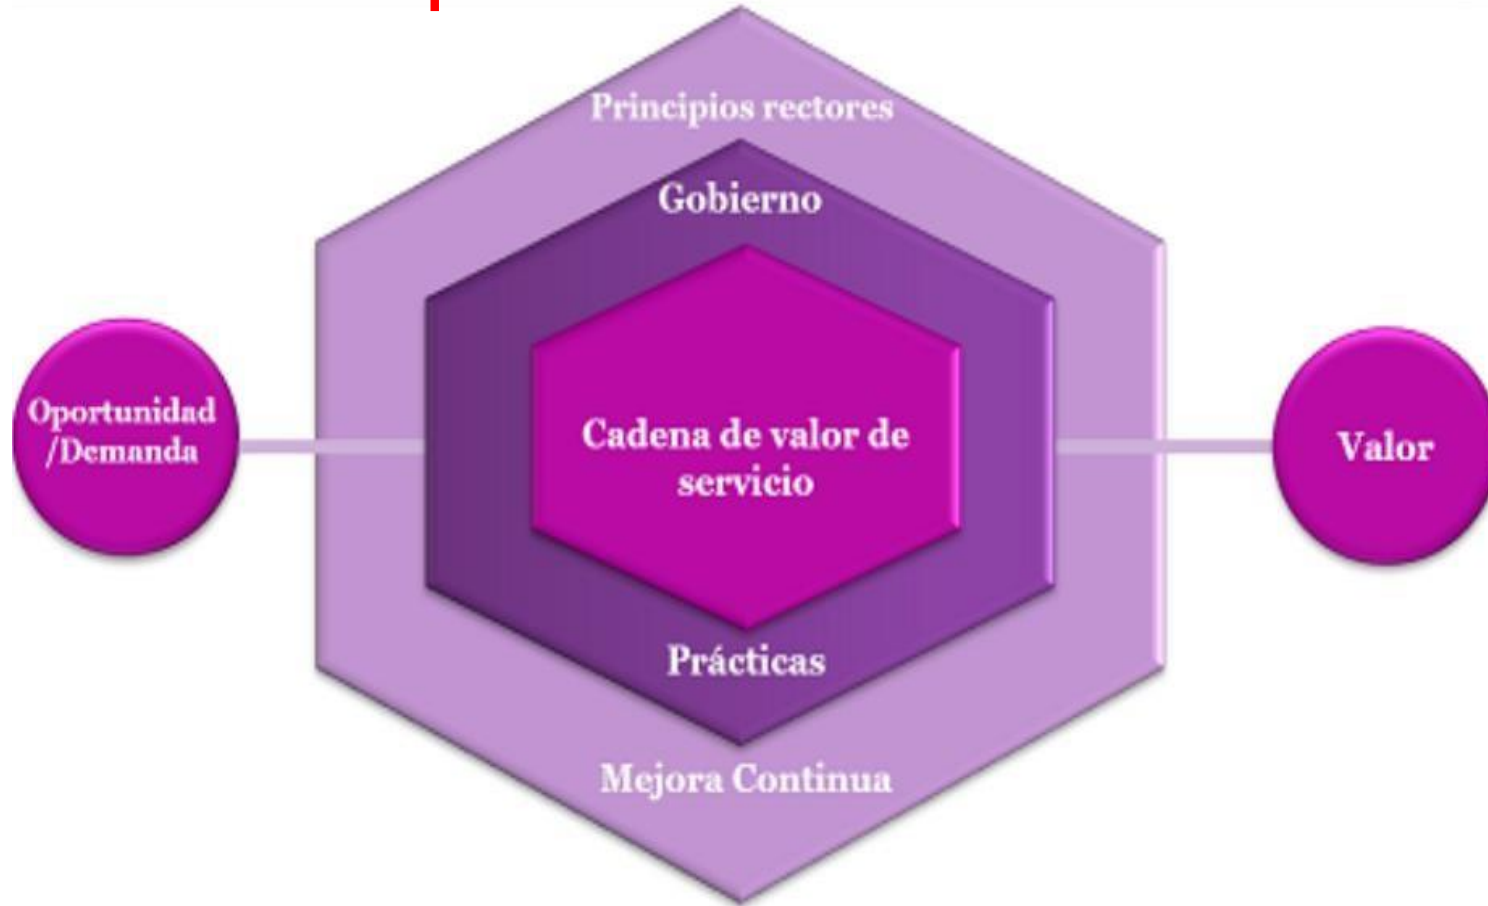 Principios rectores
Gobierno
Oportunidad
/Demanda
Cadena de valor de
servicio
Valor
Prácticas
Mejora Continua